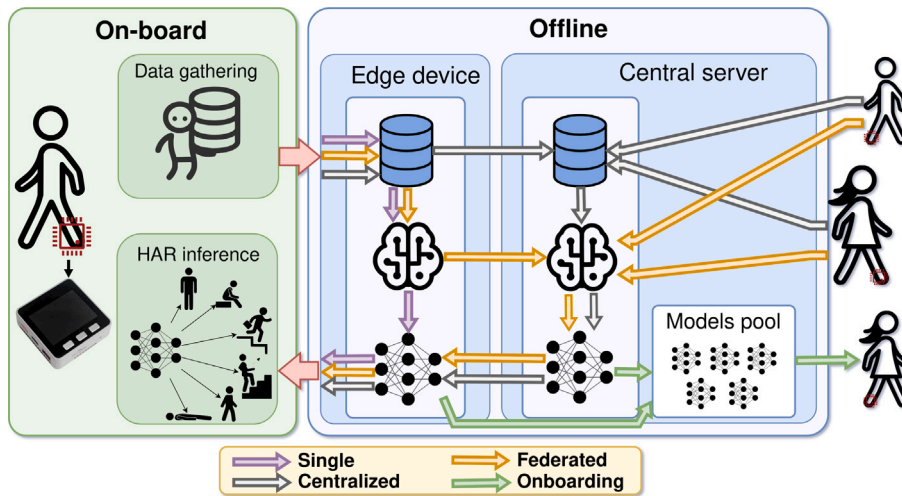 On-board
Offline
Data gathering
Edge device
Central server
HAR inference
Models pool
Single
Federated
Centralized
Onboarding